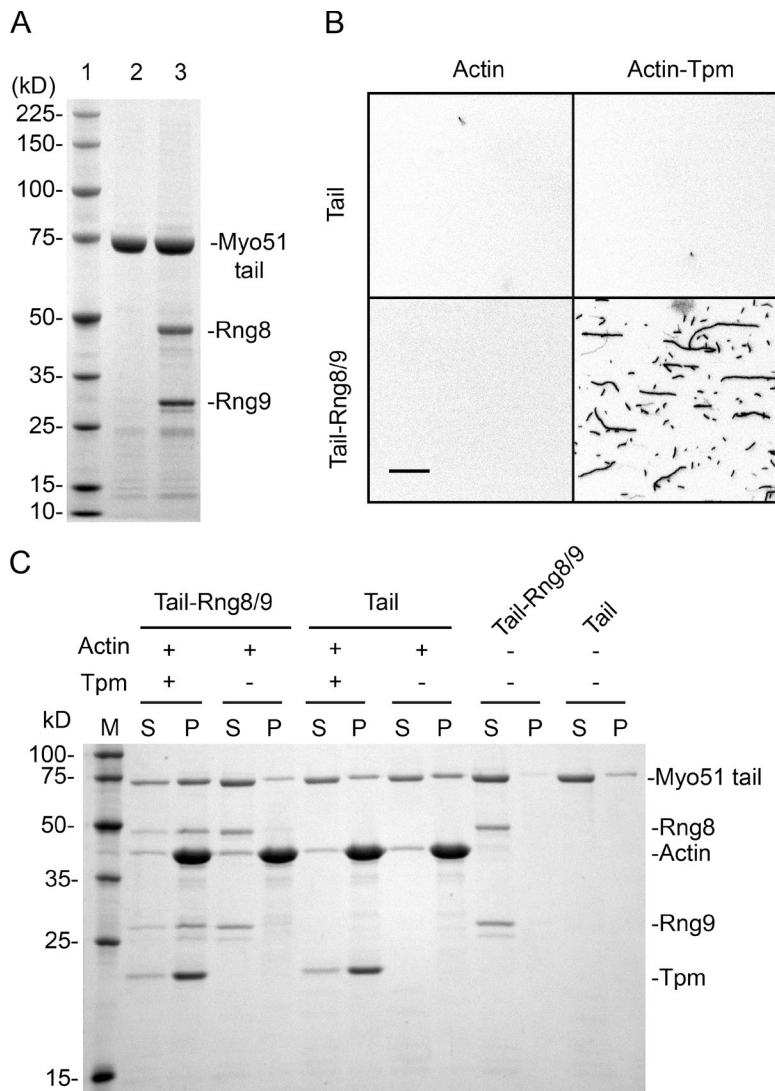 A
1 2 3
(kD)
225-
150-
100-
75-
50-
35-
25-
15-
10-
-Myo51
tail
-Rng8
-Rng9
B
Actin Actin-Tpm
Tail
Tail-Rng8/9
C
Tail-Rng8/9 Tail Tail-Rng8/9 Tail
Actin + + + + - -
Tpm + - + - - -
kD M S P S P S P S P S P S P
100-
75-
50-
35-
25-
15-
-Myo51 tail
-Rng8
-Actin
-Rng9
-Tpm